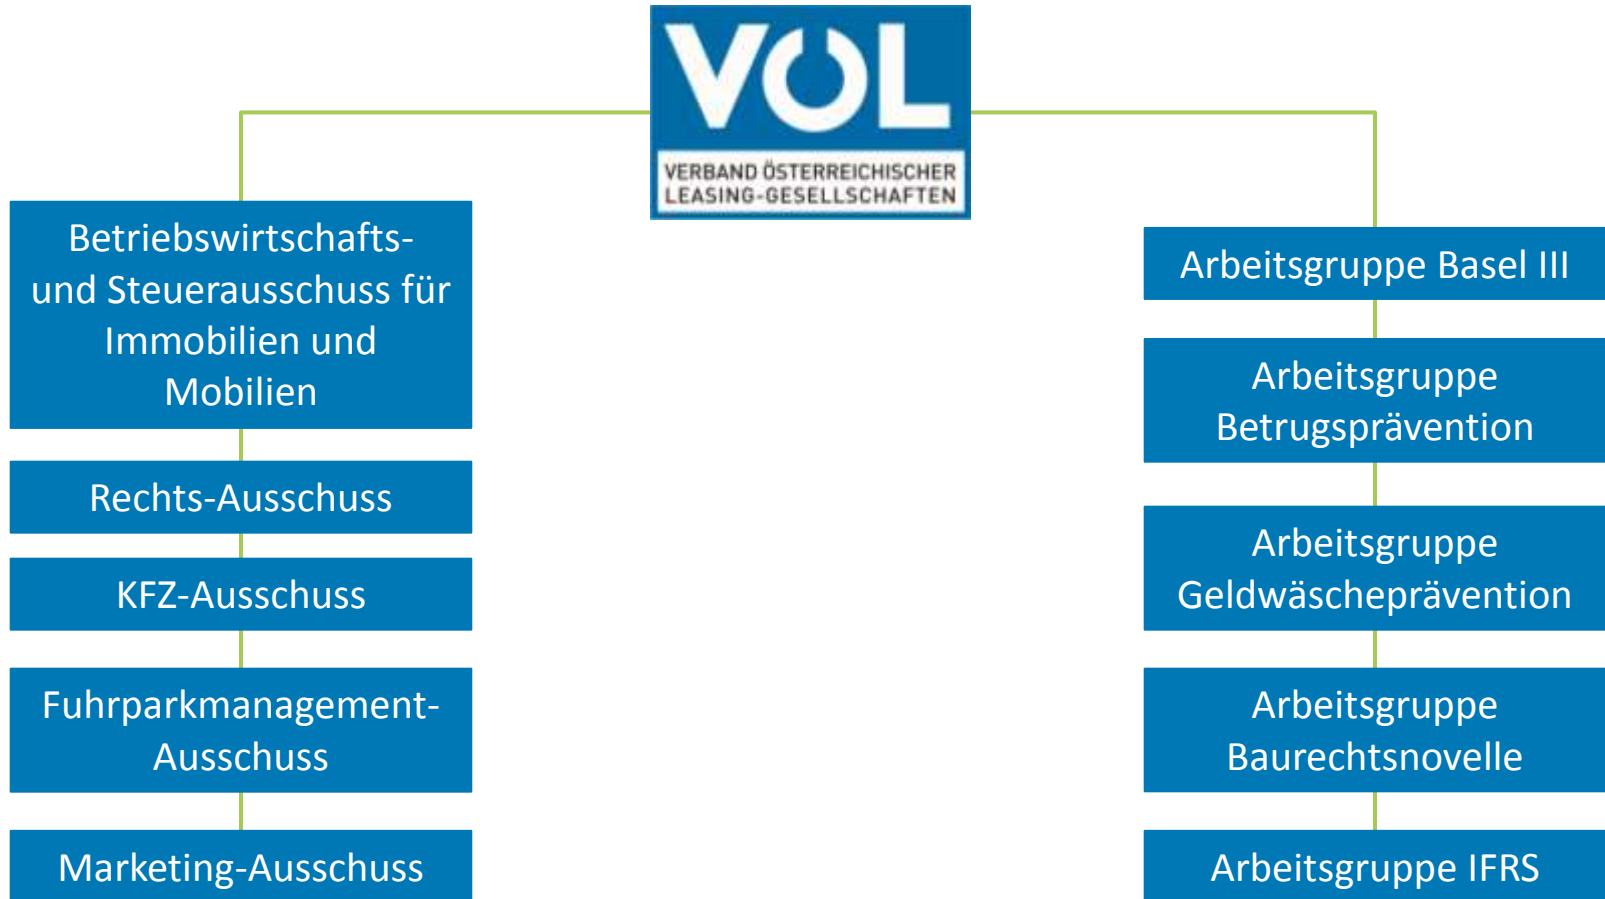 VÖL
VERBAND ÖSTERREICHISCHER
LEASING-GESELLSCHAFTEN
Betriebswirtschafts-
und Steuerausschuss für
Immobilien und
Mobilien
Rechts-Ausschuss
KFZ-Ausschuss
Fuhrparkmanagement-
Ausschuss
Marketing-Ausschuss
Arbeitsgruppe Basel III
Arbeitsgruppe
Betrugsprävention
Arbeitsgruppe
Geldwäscheprävention
Arbeitsgruppe
Baurechtsnovelle
Arbeitsgruppe IFRS